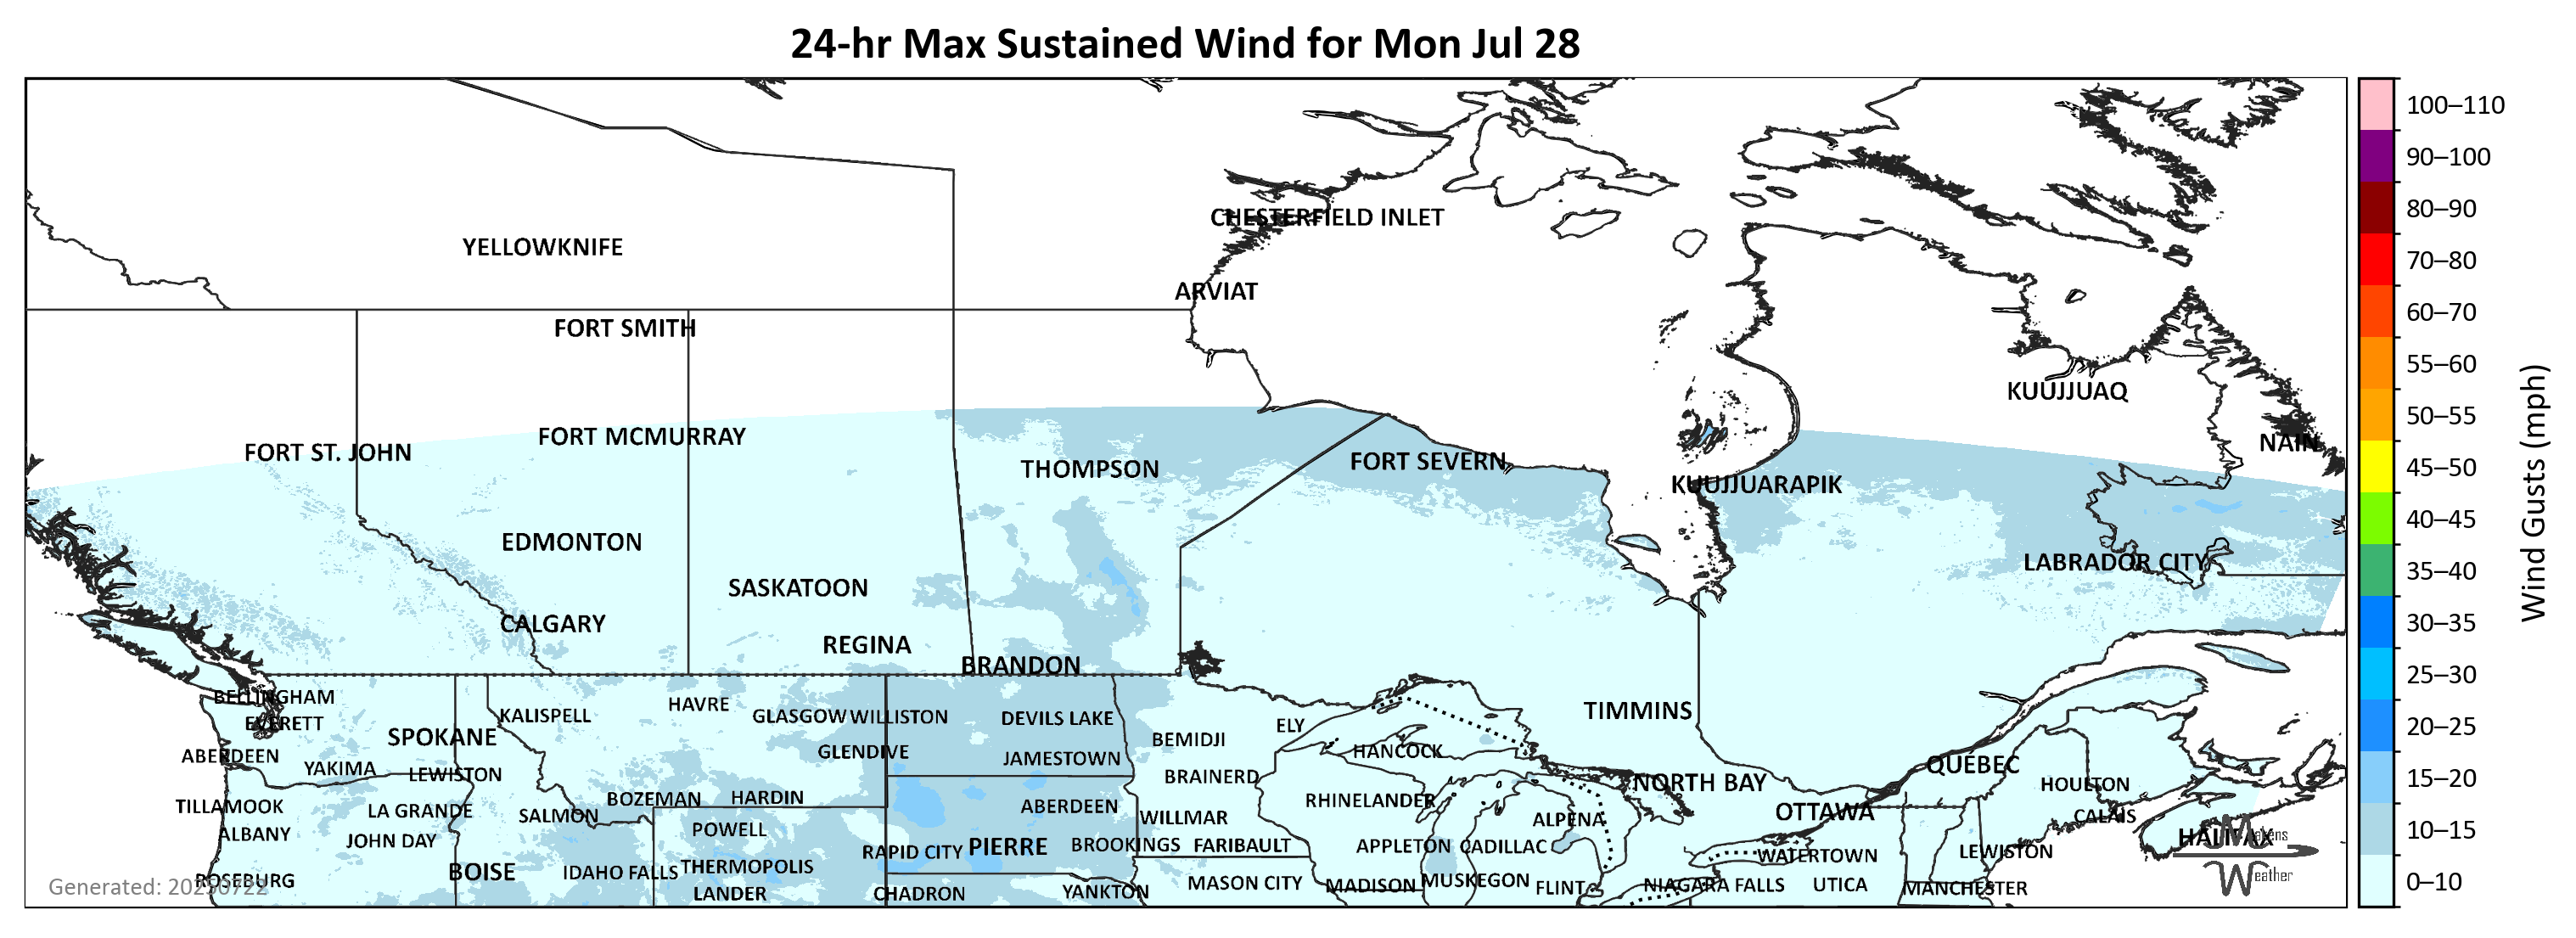 24-hr Max Sustained Wind for Mon Jul 28
100–110
90–100
80–90
70–80
60–70
55–60
50–55
45–50
40–45
35–40
30–35
25–30
20–25
15–20
10–15
0–10
Wind Gusts (mph)
CHESTERFIELD INLET
YELLOWKNIFE
ARVIAT
FORT SMITH
KUUJJUAQ
FORT MCMURRAY
NAIN
FORT ST. JOHN
FORT SEVERN
THOMPSON
KUUJJUARAPIK
EDMONTON
LABRADOR CITY
SASKATOON
CALGARY
REGINA
BRANDON
BELLINGHAM
HAVRE
TIMMINS
KALISPELL
GLASGOW
WILLISTON
DEVILS LAKE
EVERETT
ELY
SPOKANE
BEMIDJI
GLENDIVE
HANCOCK
ABERDEEN
JAMESTOWN
QUÉBEC
YAKIMA
LEWISTON
BRAINERD
NORTH BAY
HOULTON
BOZEMAN
HARDIN
RHINELANDER
TILLAMOOK
ABERDEEN
LA GRANDE
OTTAWA
SALMON
WILLMAR
CALAIS
ALPENA
POWELL
ALBANY
HALIFAX
JOHN DAY
BROOKINGS
FARIBAULT
APPLETON
CADILLAC
PIERRE
RAPID CITY
LEWISTON
WATERTOWN
THERMOPOLIS
BOISE
IDAHO FALLS
ROSEBURG
MUSKEGON
MASON CITY
MADISON
NIAGARA FALLS
UTICA
FLINT
MANCHESTER
LANDER
CHADRON
YANKTON
Generated: 20250722
Makens
Weather